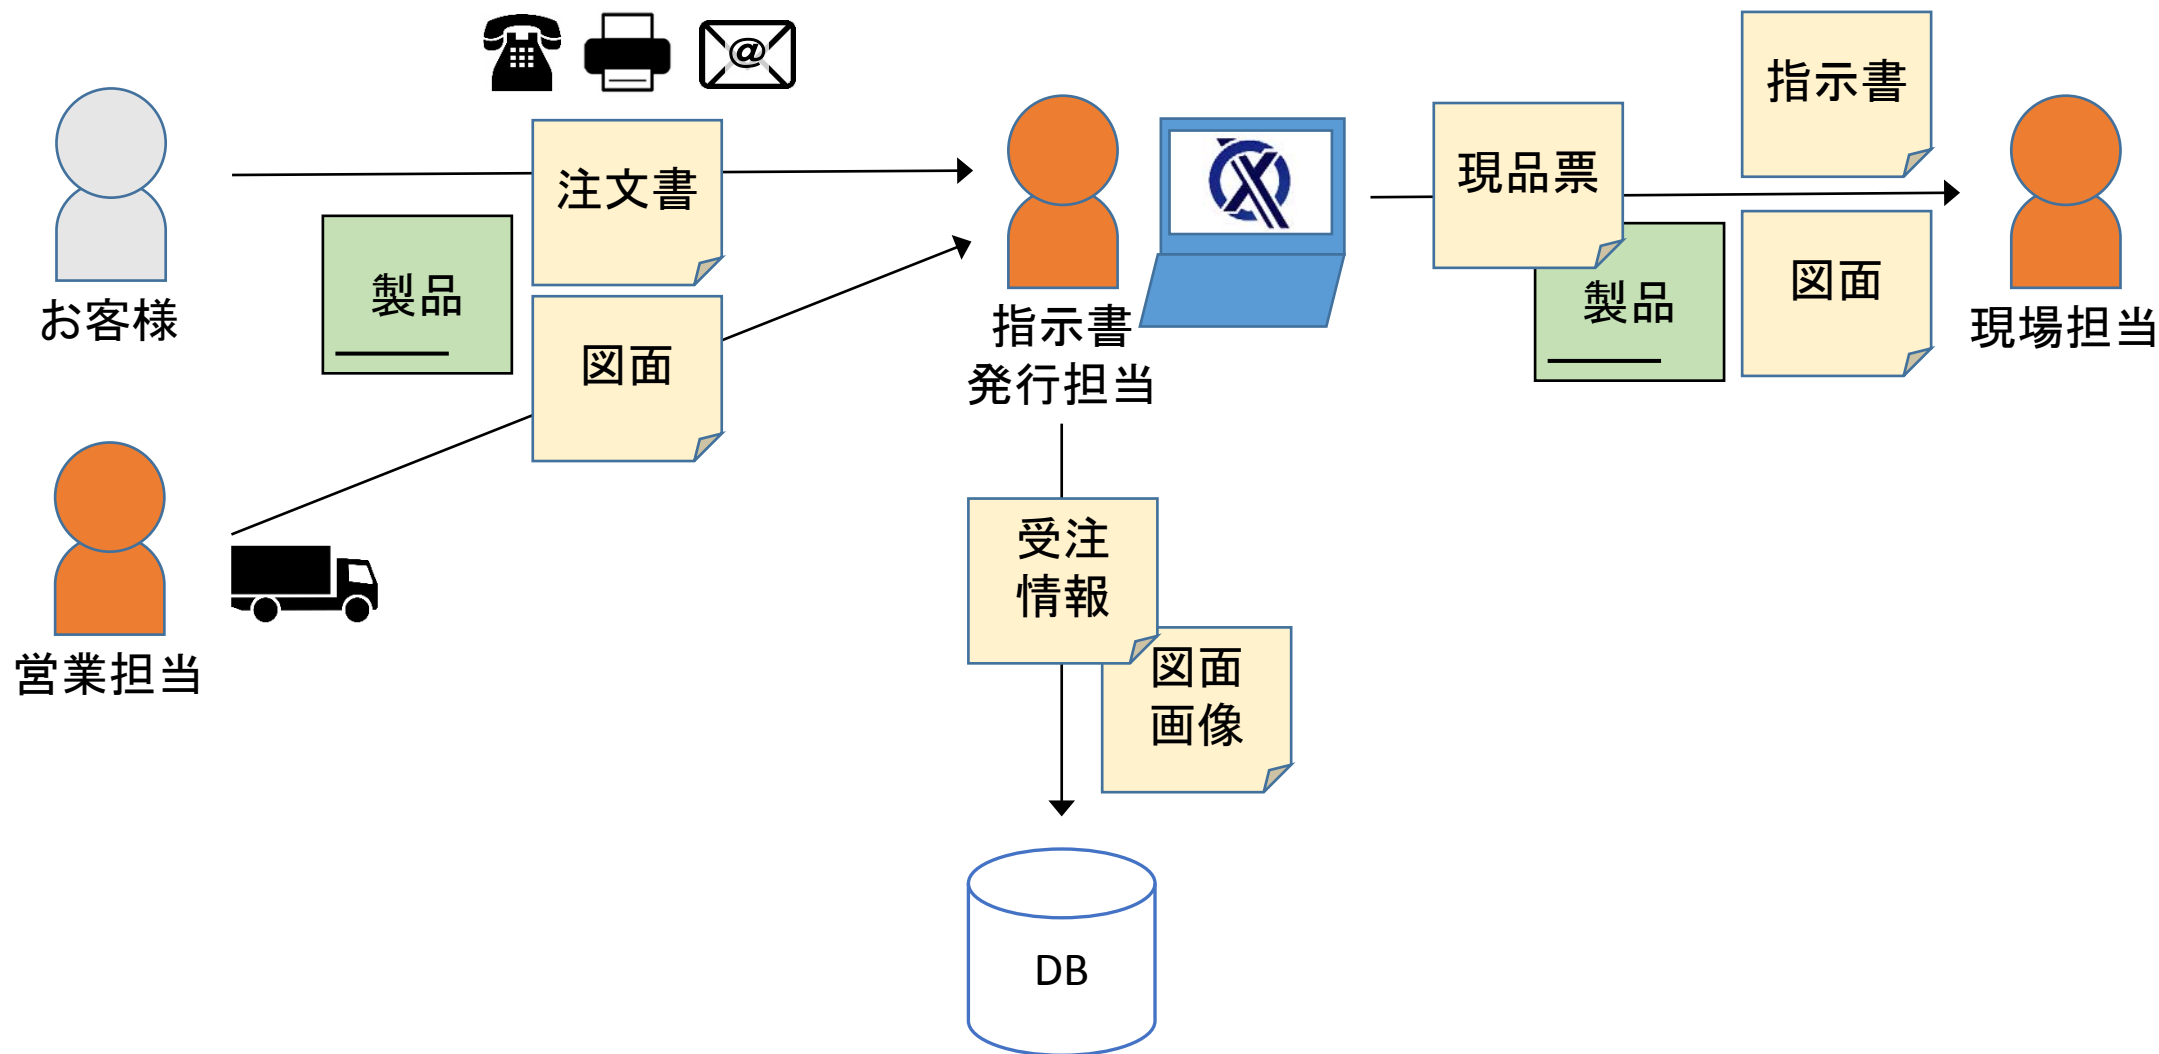 @
注文書
製品
図面
お客様
営業担当
指示書
発行担当
現品票
製品
指示書
図面
現場担当
受注
情報
図面
画像
DB